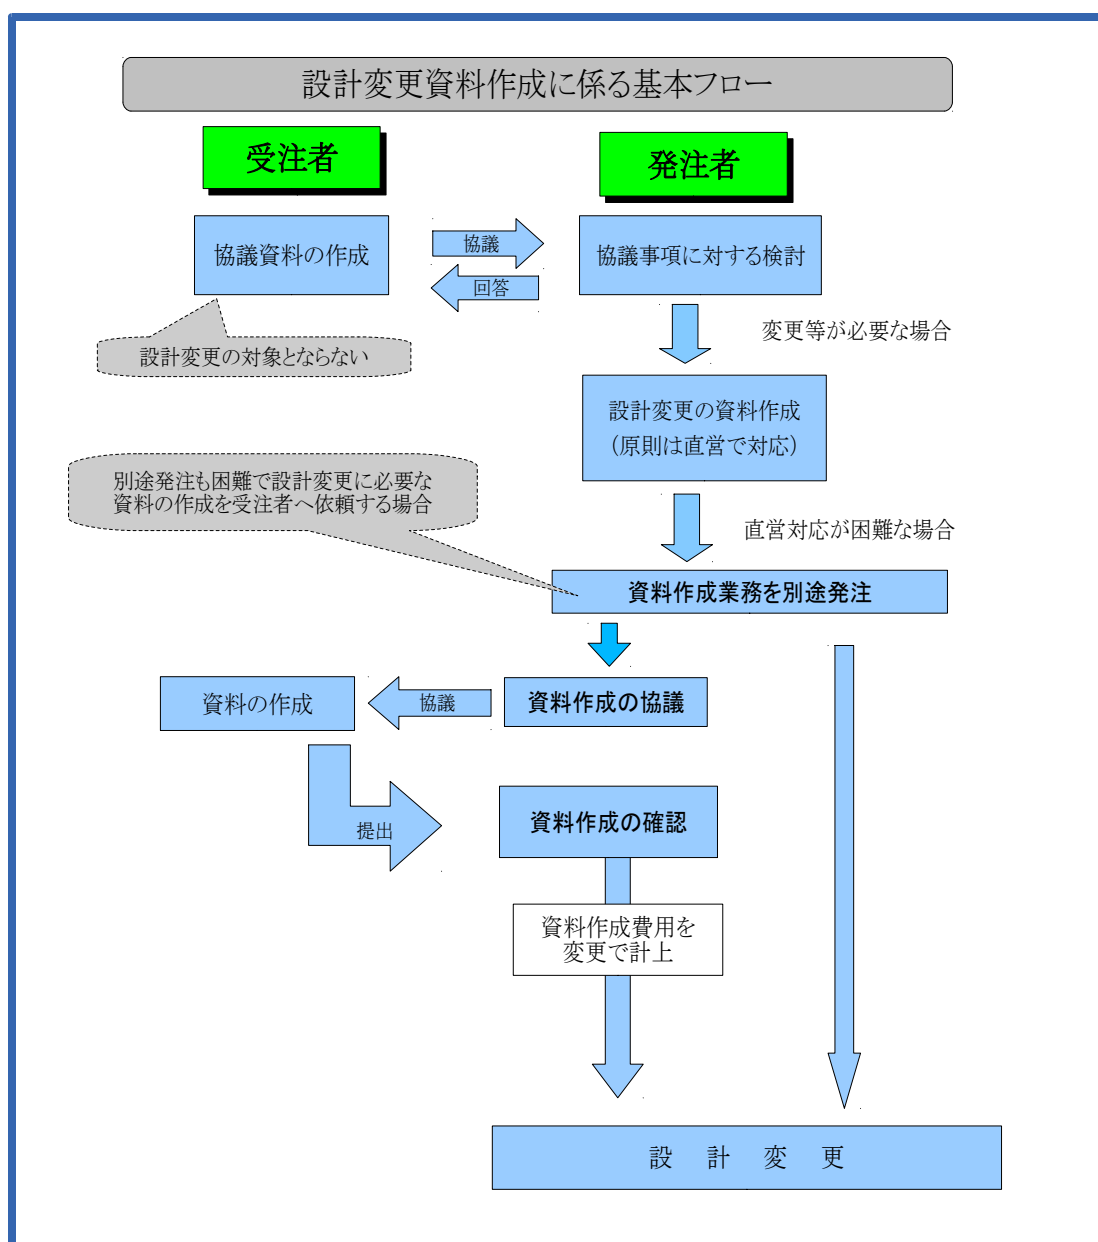 設計変更資料作成に係る基本フロー
受注者
発注者
協議資料の作成
協議
回答
協議事項に対する検討
変更等が必要な場合
設計変更の対象とならない
設計変更の資料作成
（原則は直営で対応）
別途発注も困難で設計変更に必要な
資料の作成を受注者へ依頼する場合
直営対応が困難な場合
資料作成業務を別途発注
資料の作成
協議
資料作成の協議
提出
資料作成の確認
資料作成費用を
変更で計上
設　計　変　更